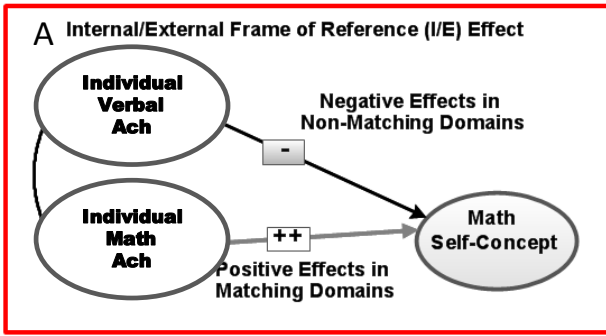 A Internal/External Frame of Reference (I/E) Effect
Individual
Verbal
Ach
Negative Effects in
Non-Matching Domains
-
Individual
Math
Ach
++
Math
Self-Concept
Positive Effects in
Matching Domains